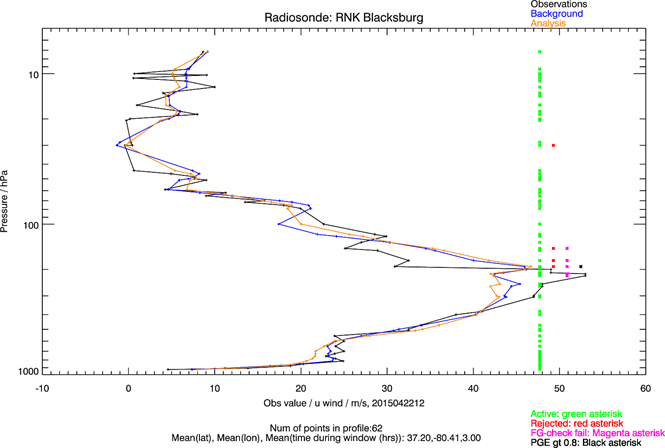 Radiosonde: RNK Blacksburg
Observations
Background
Analysis
10
100
1000
Pressure / hPa
-10
0
10
20
30
40
50
60
Obs value / u wind / m/s, 2015042212
Active: green asterisk
Rejected: red asterisk
FG-check fail: Magenta asterisk
PGE gt 0.8: Black asterisk
Num of points in profile:62
Mean(lat), Mean(lon), Mean(time during window (hrs)): 37.20,-80.41,3.00